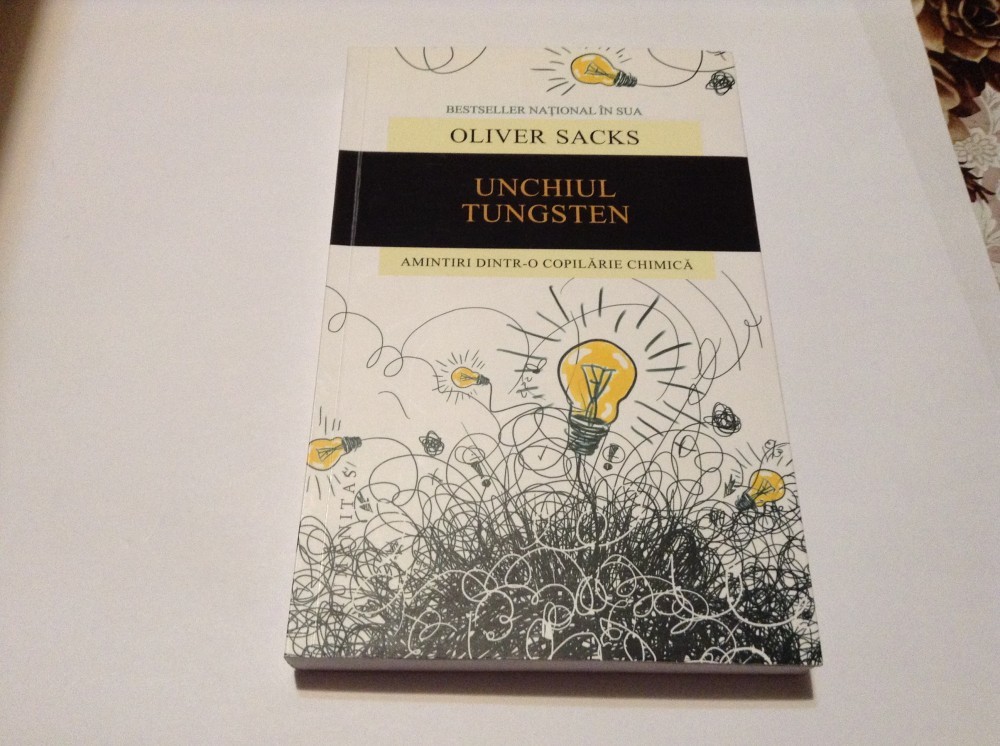 BESTSELLER NAȚIONAL ÎN SUA
OLIVER SACKS
UNCHIUL
TUNGSTEN
AMINTIRI DINTR-O COPILĂRIE CHIMICĂ